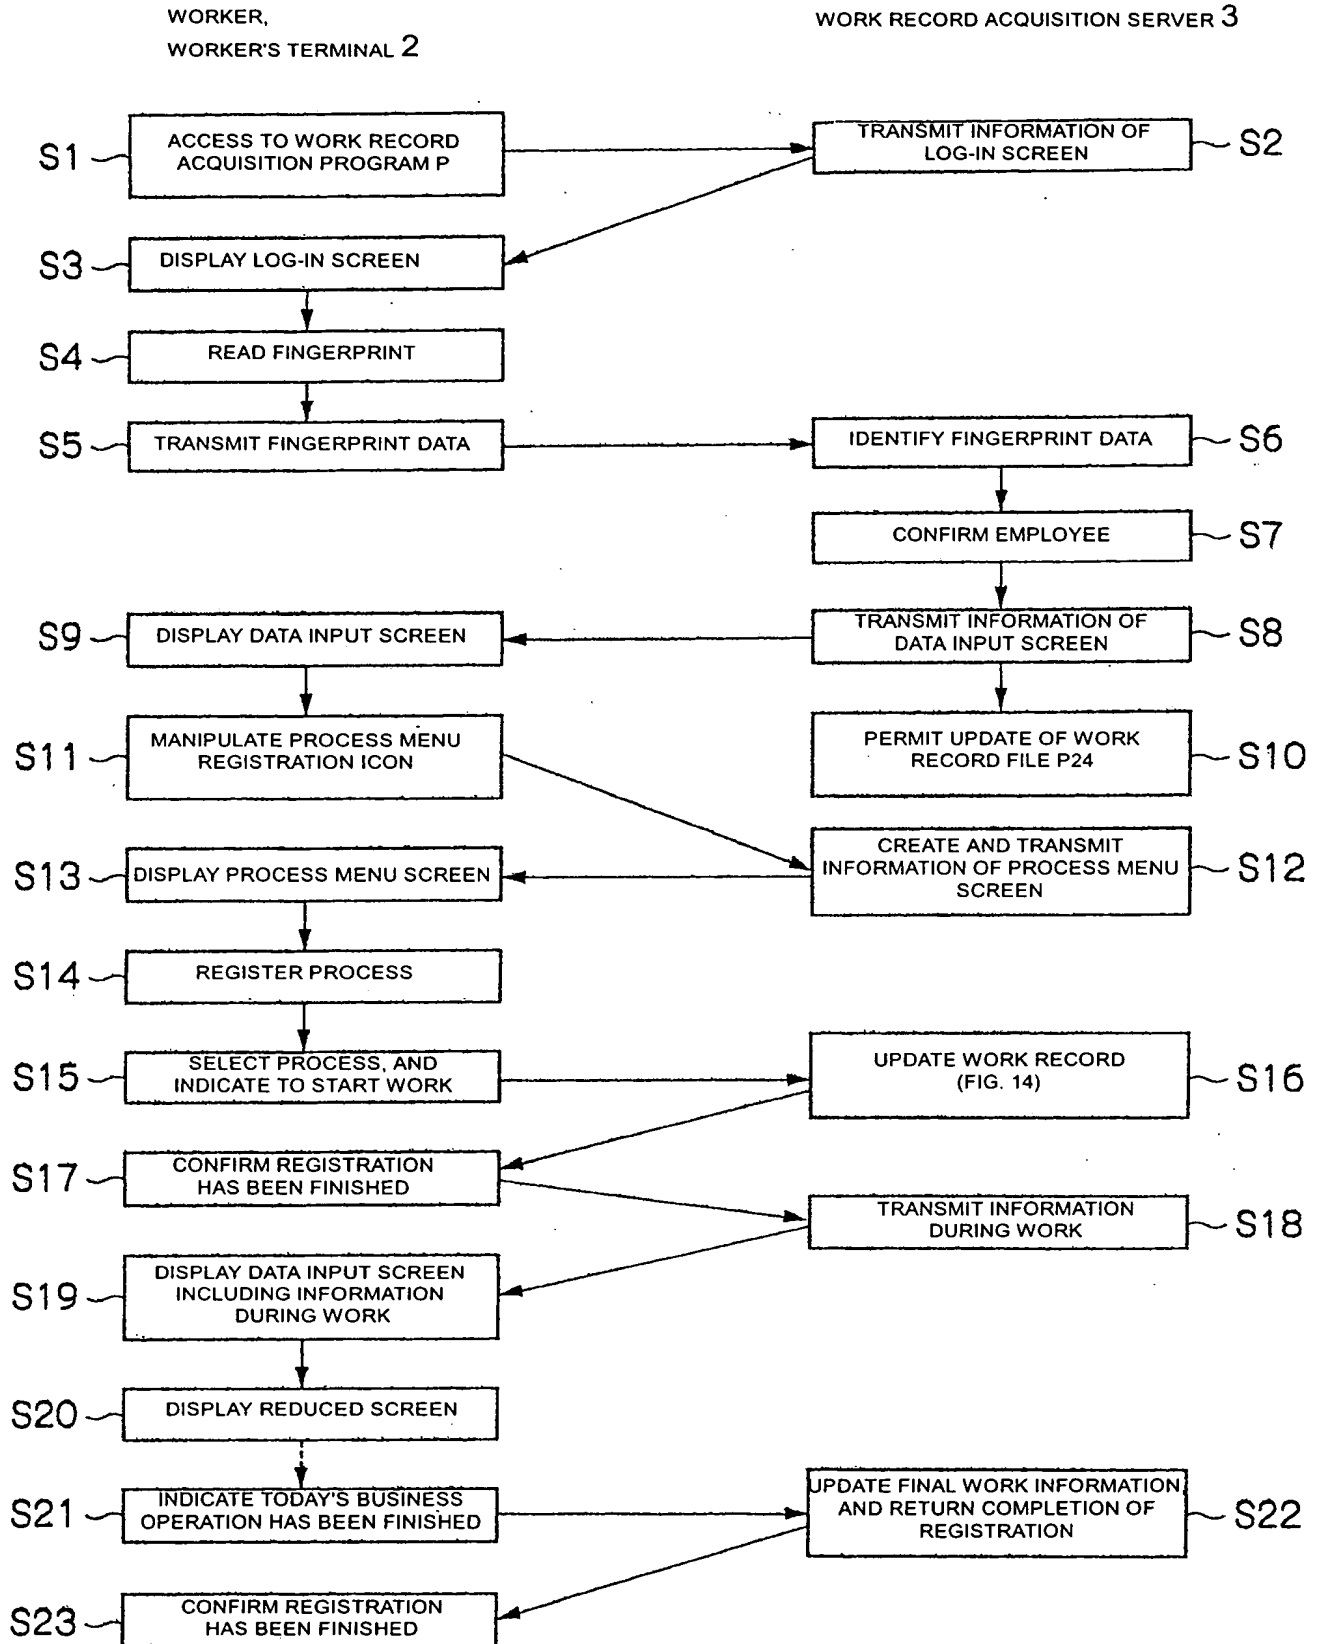 WORKER,
WORKER'S TERMINAL 2
WORK RECORD ACQUISITION SERVER 3
S1
ACCESS TO WORK RECORD
ACQUISITION PROGRAM P
TRANSMIT INFORMATION OF
LOG-IN SCREEN
S2
S3
DISPLAY LOG-IN SCREEN
S4
READ FINGERPRINT
S5
TRANSMIT FINGERPRINT DATA
IDENTIFY FINGERPRINT DATA
S6
CONFIRM EMPLOYEE
S7
S9
DISPLAY DATA INPUT SCREEN
TRANSMIT INFORMATION OF
DATA INPUT SCREEN
S8
S11
MANIPULATE PROCESS MENU
REGISTRATION ICON
PERMIT UPDATE OF WORK
RECORD FILE P24
S10
S13
DISPLAY PROCESS MENU SCREEN
CREATE AND TRANSMIT
INFORMATION OF PROCESS MENU
SCREEN
S12
S14
REGISTER PROCESS
S15
SELECT PROCESS, AND
INDICATE TO START WORK
UPDATE WORK RECORD
(FIG. 14)
S16
S17
CONFIRM REGISTRATION
HAS BEEN FINISHED
TRANSMIT INFORMATION
DURING WORK
S18
S19
DISPLAY DATA INPUT SCREEN
INCLUDING INFORMATION
DURING WORK
S20
DISPLAY REDUCED SCREEN
S21
INDICATE TODAY'S BUSINESS
OPERATION HAS BEEN FINISHED
UPDATE FINAL WORK INFORMATION
AND RETURN COMPLETION OF
REGISTRATION
S22
S23
CONFIRM REGISTRATION
HAS BEEN FINISHED